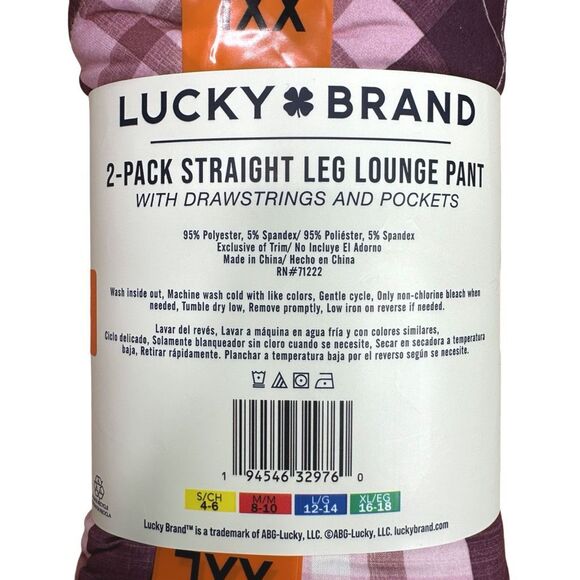 XX
LUCKY BRAND
2-PACK STRAIGHT LEG LOUNGE PANT
WITH DRAWSTRINGS AND POCKETS
95% Polyester, 5% Spandex/ 95% Poliéster, 5% Spandex
Exclusive of Trim/ No Incluye El Adorno
Made in China/ Hecho en China
RN#71222
Wash inside out, Machine wash cold with like colors, Gentle cycle, Only non-chlorine bleach when
needed, Tumble dry low, Remove promptly, Low iron on reverse if needed.
Lavar del revés, Lavar a máquina en agua fría y con colores similares,
Ciclo delicado, Solamente blanqueador sin cloro cuando se necesite, Secar en secadora a temperatura
baja, Retirar rápidamente. Planchar a temperatura baja por el reverso según se necesite.
1 94546 32976 0
S/CH M/M L/G XL/EG
4-6 8-10 12-14 16-18
Lucky Brand™ is a trademark of ABG-Lucky, LLC. ©ABG-Lucky, LLC. luckybrand.com
XX